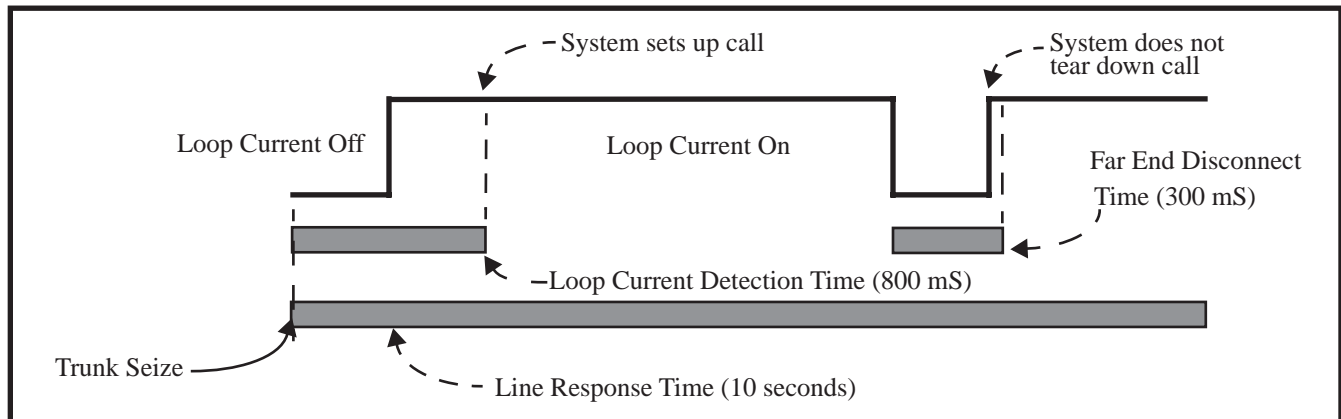 System sets up call
System does not
tear down call
Loop Current Off
Loop Current On
Far End Disconnect
Time (300 mS)
Loop Current Detection Time (800 mS)
Trunk Seize
Line Response Time (10 seconds)